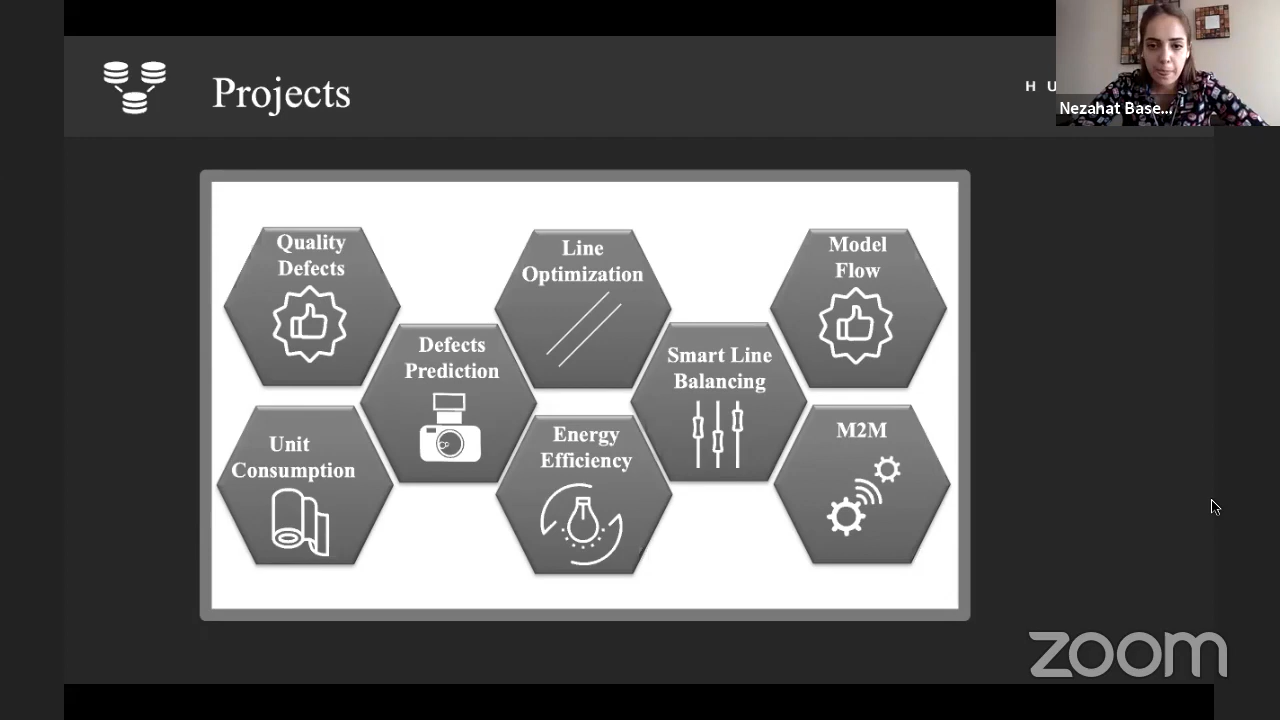 Projects
H U
Nezahat Base...
Quality
Defects
Line
Optimization
Model
Flow
Defects
Prediction
Smart Line
Balancing
Unit
Consumption
Energy
Efficiency
M2M
zoom